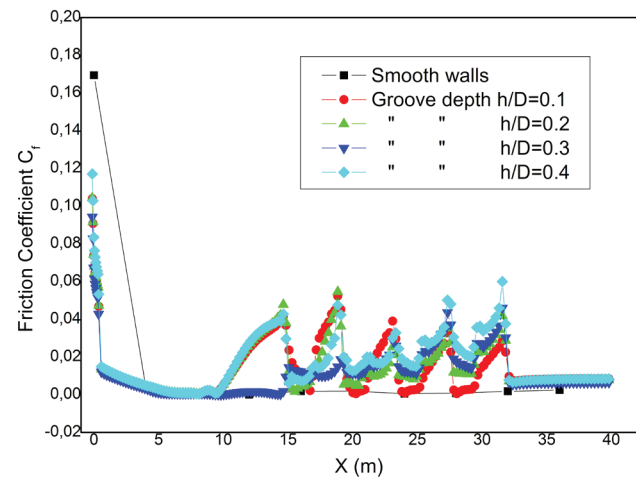 0,20
0,18
0,16
0,14
0,12
0,10
0,08
0,06
0,04
0,02
0,00
-0,02
Friction Coefficient Cf
Smooth walls
Groove depth h/D=0.1
" " h/D=0.2
" " h/D=0.3
" " h/D=0.4
0 5 10 15 20 25 30 35 40
X (m)